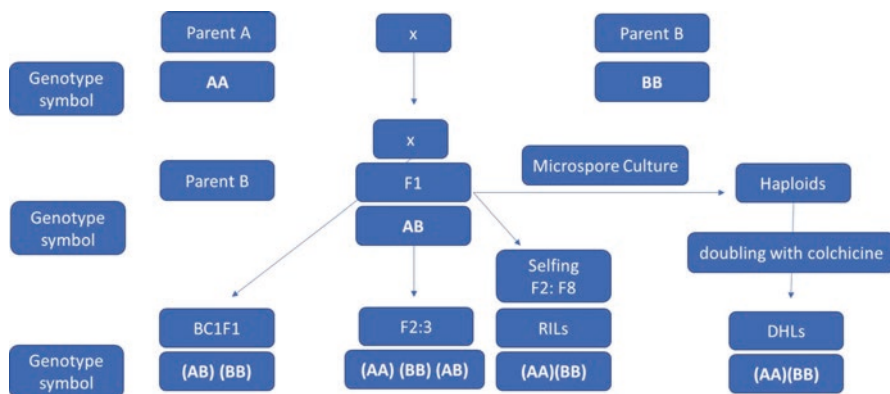 Parent A
x
Parent B
Genotype
symbol
AA
BB
x
Parent B
F1
Microspore Culture
Haploids
Genotype
symbol
AB
Selfing
F2: F8
doubling with colchicine
BC1F1
F2:3
RILs
DHLs
Genotype
symbol
(AB) (BB)
(AA) (BB) (AB)
(AA)(BB)
(AA)(BB)